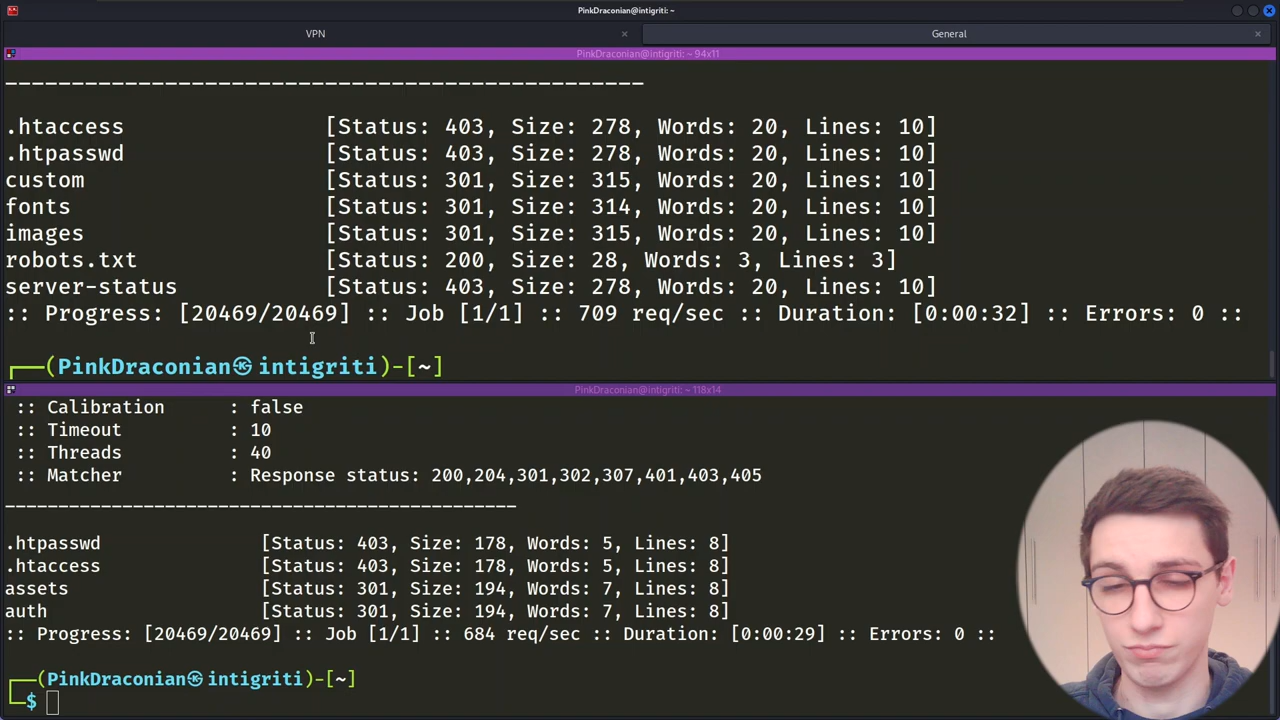 PinkDraconian@intigriti: ~
VPN
General
PinkDraconian@intigriti: ~ 94x11
------------------------------------------------
.htaccess [Status: 403, Size: 278, Words: 20, Lines: 10]
.htpasswd [Status: 403, Size: 278, Words: 20, Lines: 10]
custom [Status: 301, Size: 315, Words: 20, Lines: 10]
fonts [Status: 301, Size: 314, Words: 20, Lines: 10]
images [Status: 301, Size: 315, Words: 20, Lines: 10]
robots.txt [Status: 200, Size: 28, Words: 3, Lines: 3]
server-status [Status: 403, Size: 278, Words: 20, Lines: 10]
:: Progress: [20469/20469] :: Job [1/1] :: 709 req/sec :: Duration: [0:00:32] :: Errors: 0 ::
┌──(PinkDraconian㉿intigriti)-[~]
PinkDraconian@intigriti: ~ 118x14
:: Calibration : false
:: Timeout : 10
:: Threads : 40
:: Matcher : Response status: 200,204,301,302,307,401,403,405
------------------------------------------------
.htpasswd [Status: 403, Size: 178, Words: 5, Lines: 8]
.htaccess [Status: 403, Size: 178, Words: 5, Lines: 8]
assets [Status: 301, Size: 194, Words: 7, Lines: 8]
auth [Status: 301, Size: 194, Words: 7, Lines: 8]
:: Progress: [20469/20469] :: Job [1/1] :: 684 req/sec :: Duration: [0:00:29] :: Errors: 0 ::
┌──(PinkDraconian㉿intigriti)-[~]
└─$